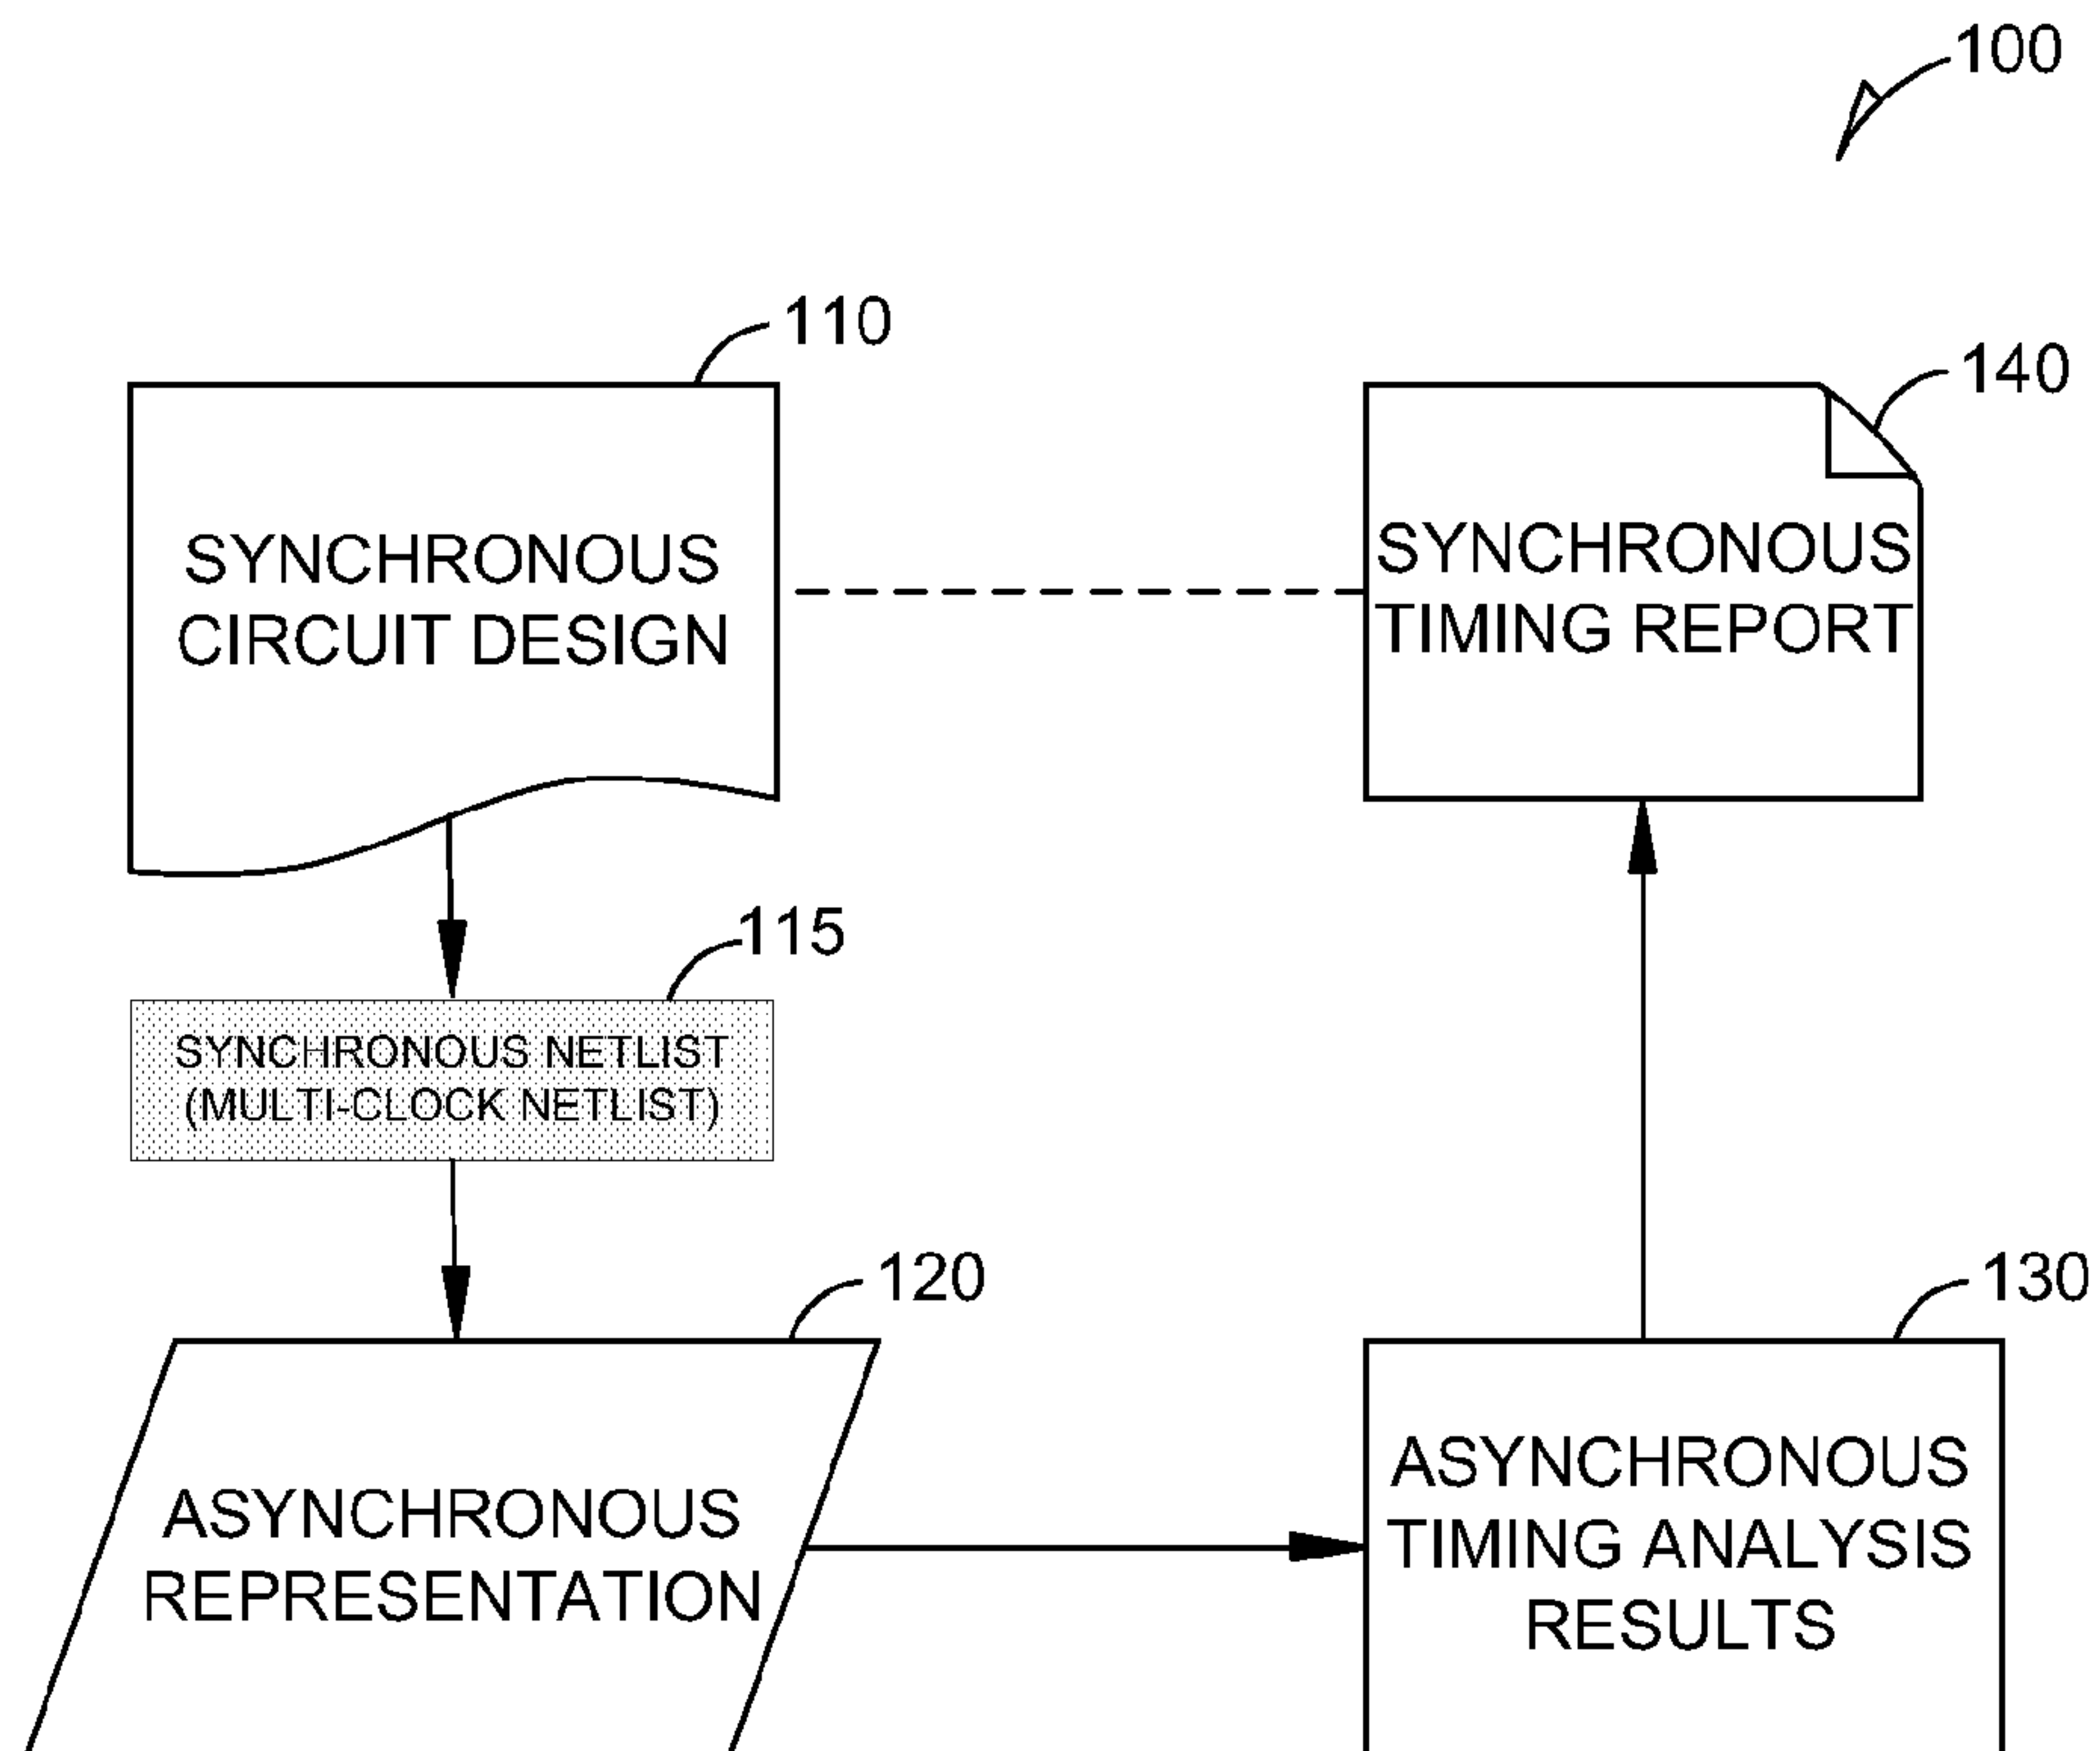 100
110
SYNCHRONOUS
CIRCUIT DESIGN
140
SYNCHRONOUS
TIMING REPORT
115
SYNCHRONOUS NETLIST
(MULTI-CLOCK NETLIST)
120
ASYNCHRONOUS
REPRESENTATION
130
ASYNCHRONOUS
TIMING ANALYSIS
RESULTS